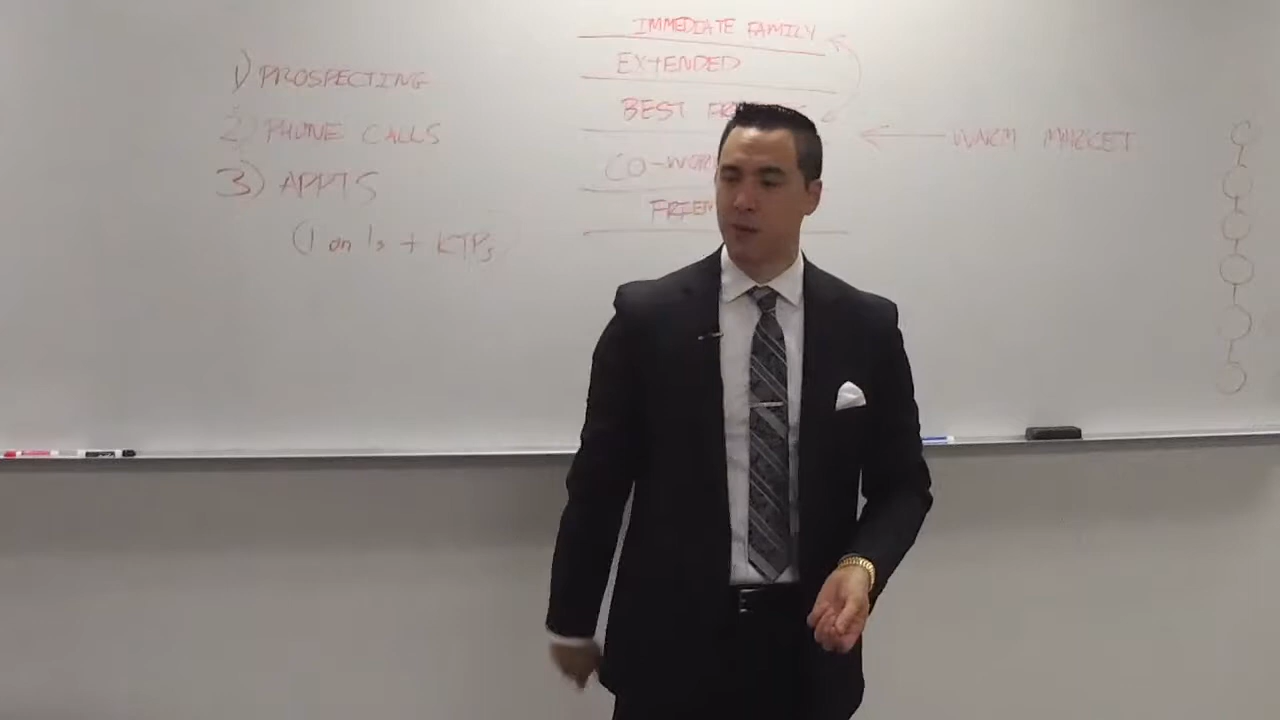 1) PROSPECTING
2) PHONE CALLS
3) APPTS
(1 on 1s + KTPs
IMMEDIATE FAMILY
EXTENDED
BEST
WARM MARKET